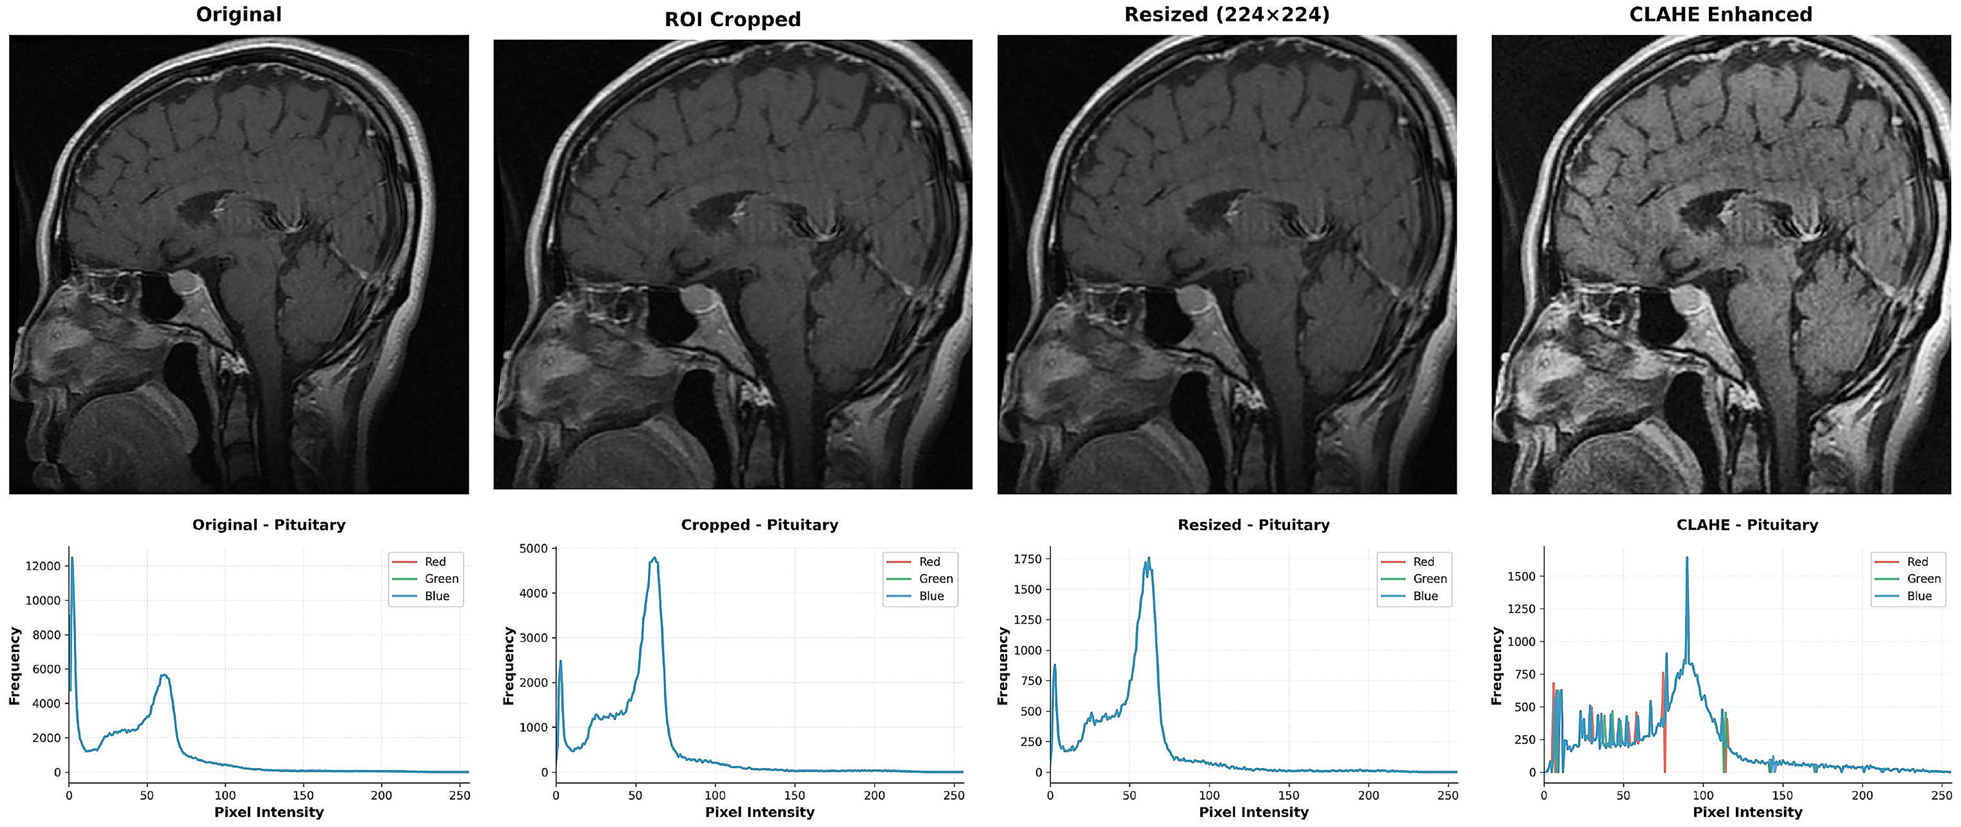 Original
ROI Cropped
Resized (224×224)
CLAHE Enhanced
Original - Pituitary
Frequency
12000
10000
8000
6000
4000
2000
0
0 50 100 150 200 250
Pixel Intensity
Red
Green
Blue
Cropped - Pituitary
Frequency
5000
4000
3000
2000
1000
0
0 50 100 150 200 250
Pixel Intensity
Red
Green
Blue
Resized - Pituitary
Frequency
1750
1500
1250
1000
750
500
250
0
0 50 100 150 200 250
Pixel Intensity
Red
Green
Blue
CLAHE - Pituitary
Frequency
1500
1250
1000
750
500
250
0
0 50 100 150 200 250
Pixel Intensity
Red
Green
Blue